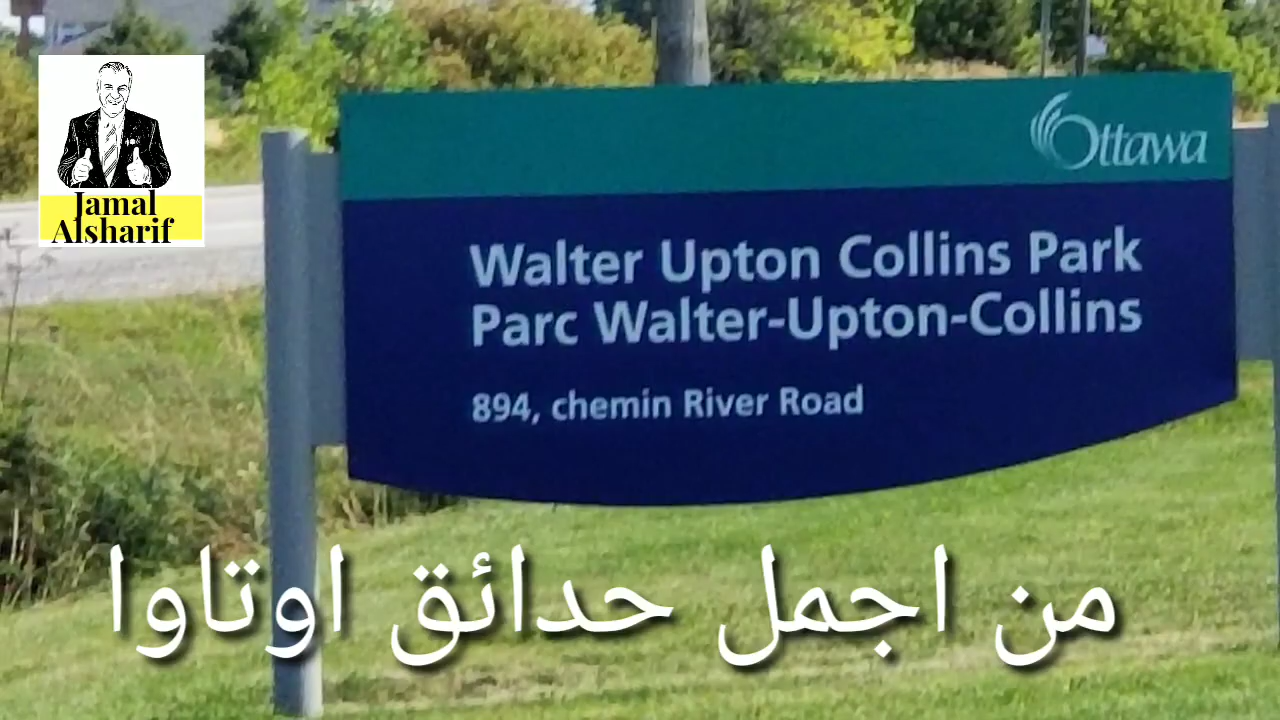 Jamal
Alsharif
Ottawa
Walter Upton Collins Park
Parc Walter-Upton-Collins
894, chemin River Road
من اجمل حدائق اوتاوا